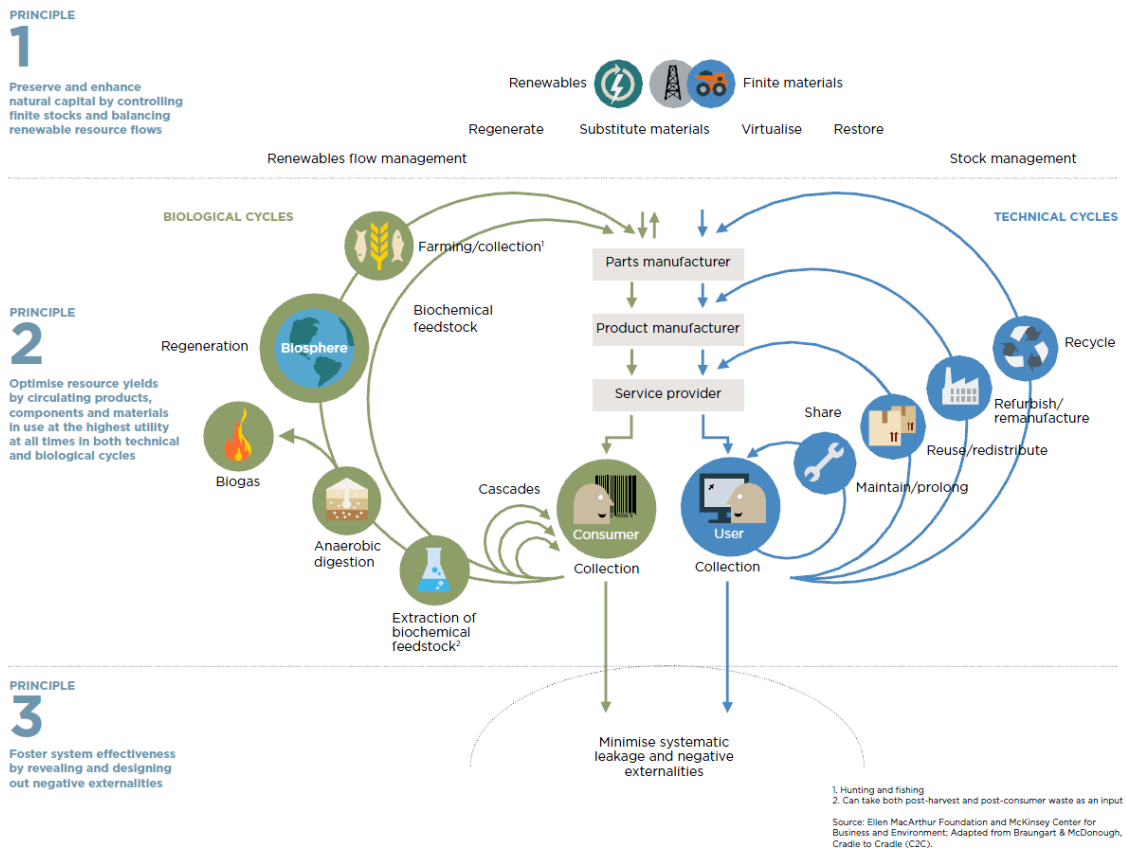 PRINCIPLE
1
Preserve and enhance
natural capital by controlling
finite stocks and balancing
renewable resource flows
Renewables
Finite materials
Regenerate
Substitute materials
Virtualise
Restore
Renewables flow management
Stock management
BIOLOGICAL CYCLES
TECHNICAL CYCLES
PRINCIPLE
2
Optimise resource yields
by circulating products,
components and materials
in use at the highest utility
at all times in both technical
and biological cycles
Farming/collection¹
Biochemical
feedstock
Regeneration
Biosphere
Biogas
Anaerobic
digestion
Extraction of
biochemical
feedstock²
Cascades
Parts manufacturer
Product manufacturer
Service provider
Consumer
Collection
User
Collection
Share
Maintain/prolong
Reuse/redistribute
Refurbish/
remanufacture
Recycle
PRINCIPLE
3
Foster system effectiveness
by revealing and designing
out negative externalities
Minimise systematic
leakage and negative
externalities
1. Hunting and fishing
2. Can take both post-harvest and post-consumer waste as an input
Source: Ellen MacArthur Foundation and McKinsey Center for
Business and Environment; Adapted from Braungart & McDonough,
Cradle to Cradle (C2C).